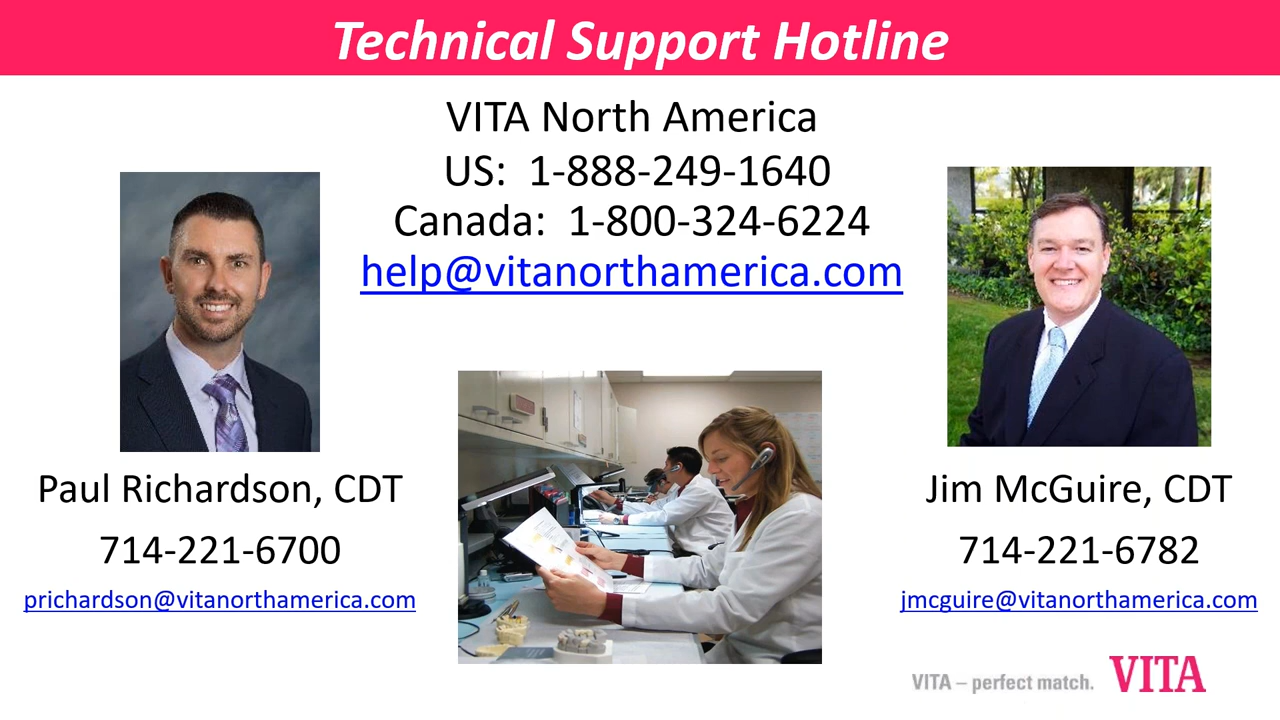 Technical Support Hotline
VITA North America
US: 1-888-249-1640
Canada: 1-800-324-6224
help@vitanorthamerica.com
Paul Richardson, CDT
714-221-6700
prichardson@vitanorthamerica.com
Jim McGuire, CDT
714-221-6782
jmcguire@vitanorthamerica.com
VITA – perfect match.
VITA